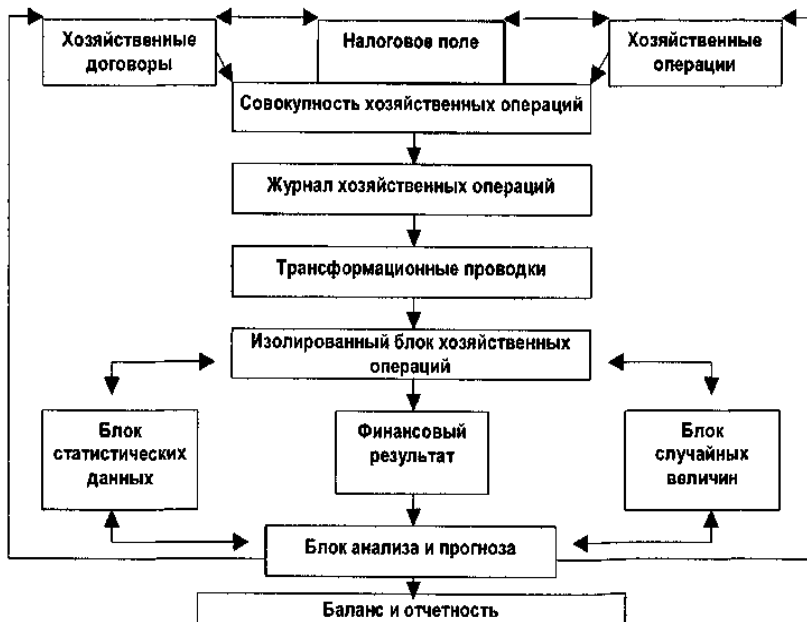 Хозяйственные
договоры
Налоговое поле
Хозяйственные
операции
Совокупность хозяйственных операций
Журнал хозяйственных операций
Трансформационные проводки
Изолированный блок хозяйственных
операций
Блок
статистических
данных
Финансовый
результат
Блок
случайных
величин
Блок анализа и прогноза
Баланс и отчетность